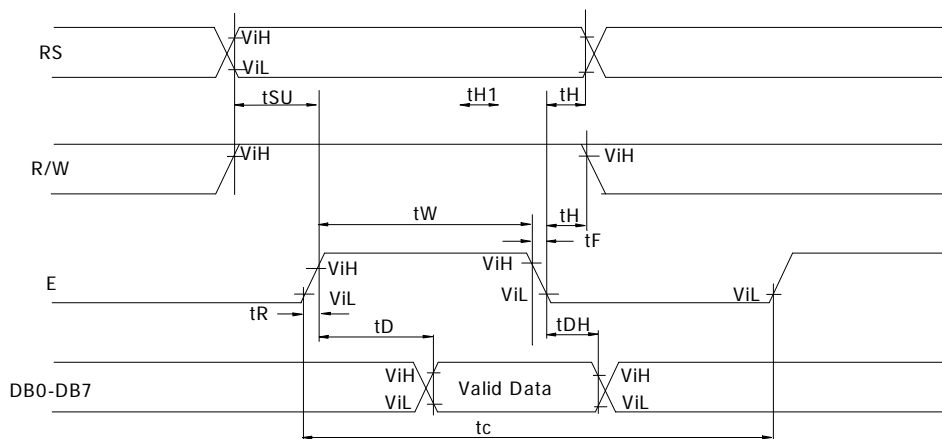 RS
ViH
ViL
tSU
tH1
tH
R/W
ViH
ViH
tW
tH
tF
E
ViH
ViH
ViL
ViL
ViL
tR
tD
tDH
DB0-DB7
ViH
ViL
Valid Data
ViH
ViL
tc